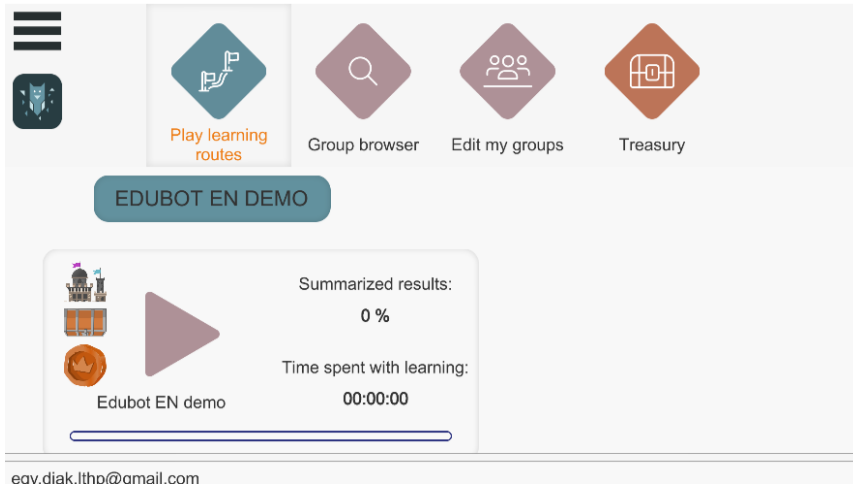 Play learning
routes
Group browser
Edit my groups
Treasury
EDUBOT EN DEMO
Summarized results:
0 %
Time spent with learning:
00:00:00
Edubot EN demo
egy.diak.lthp@gmail.com